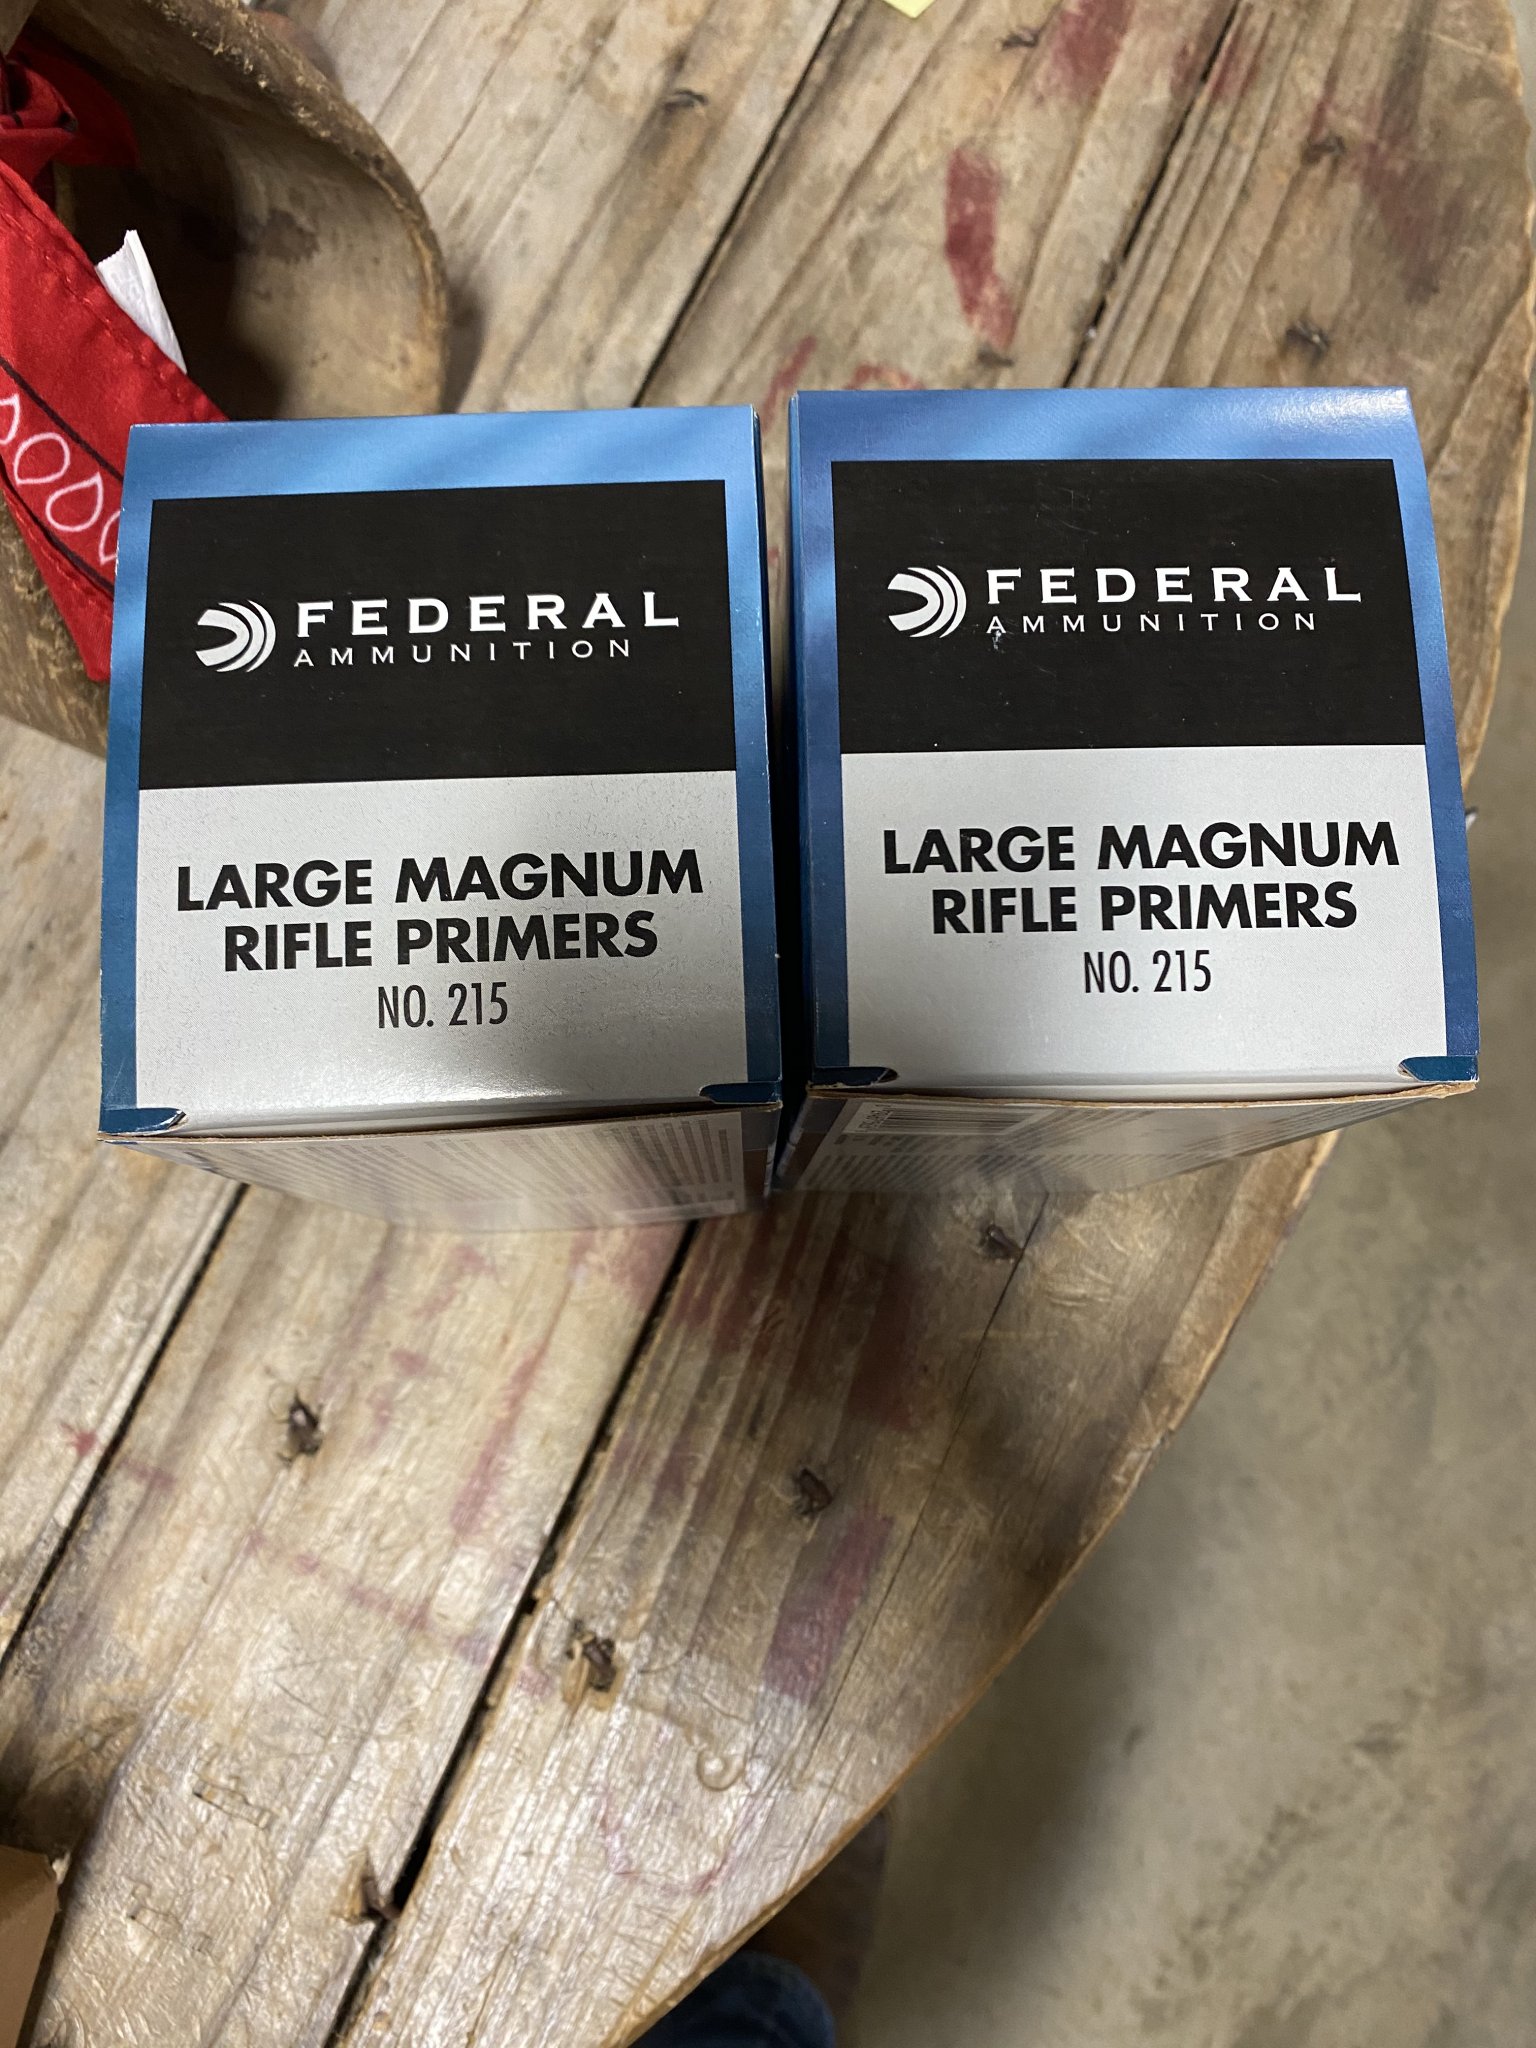 FEDERAL
AMMUNITION
LARGE MAGNUM
RIFLE PRIMERS
NO. 215
FEDERAL
AMMUNITION
LARGE MAGNUM
RIFLE PRIMERS
NO. 215